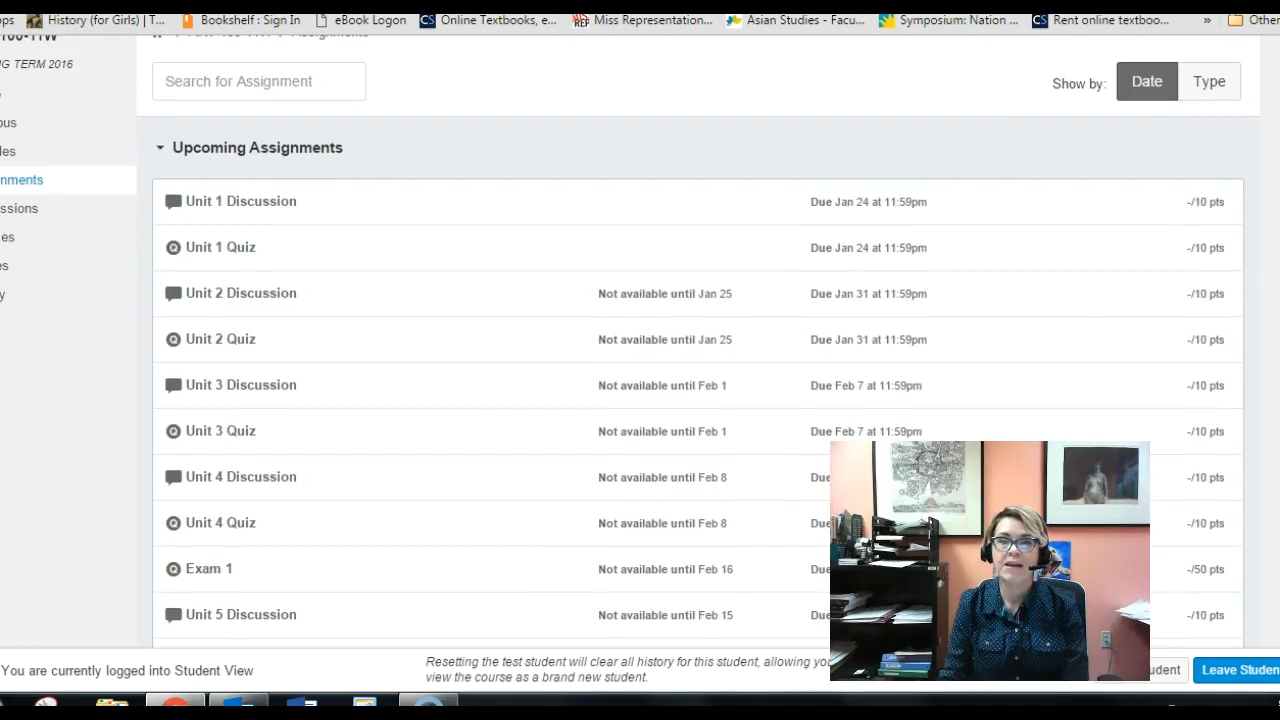 History (for Girls) | T... Bookshelf : Sign In eBook Logon Online Textbooks, e... Miss Representation... Asian Studies – Facu... Symposium: Nation ... Rent online textboo... » Other
NG TERM 2016
Search for Assignment
Show by: Date Type
Upcoming Assignments
Unit 1 Discussion Due Jan 24 at 11:59pm -/10 pts
Unit 1 Quiz Due Jan 24 at 11:59pm -/10 pts
Unit 2 Discussion Not available until Jan 25 Due Jan 31 at 11:59pm -/10 pts
Unit 2 Quiz Not available until Jan 25 Due Jan 31 at 11:59pm -/10 pts
Unit 3 Discussion Not available until Feb 1 Due Feb 7 at 11:59pm -/10 pts
Unit 3 Quiz Not available until Feb 1 Due Feb 7 at 11:59pm -/10 pts
Unit 4 Discussion Not available until Feb 8 Due -/10 pts
Unit 4 Quiz Not available until Feb 8 Due -/10 pts
Exam 1 Not available until Feb 16 Due -/50 pts
Unit 5 Discussion Not available until Feb 15 Due -/10 pts
You are currently logged into Student View
Resetting the test student will clear all history for this student, allowing you
view the course as a brand new student.
Leave Studen